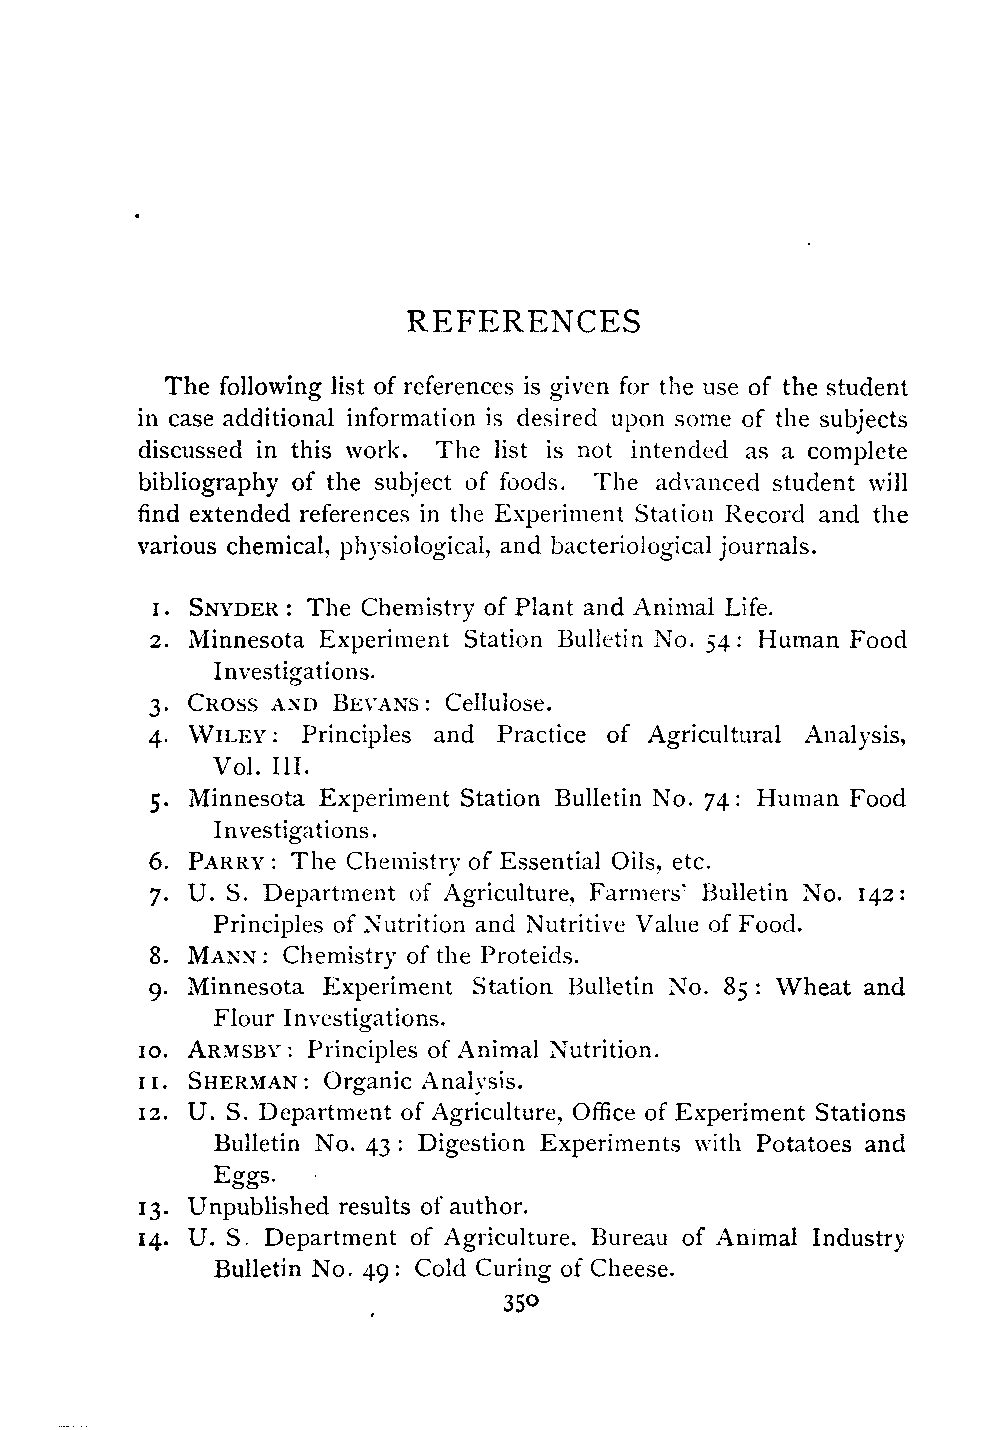 REFERENCES
The following list of references is given for the use of the student
in case additional information is desired upon some of the subjects
discussed in this work. The list is not intended as a complete
bibliography of the subject of foods. The advanced student will
find extended references in the Experiment Station Record and the
various chemical, physiological, and bacteriological journals.
1. SNYDER: The Chemistry of Plant and Animal Life.
2. Minnesota Experiment Station Bulletin No. 54: Human Food
Investigations.
3. CROSS AND BEVANS: Cellulose.
4. WILEY: Principles and Practice of Agricultural Analysis,
Vol. III.
5. Minnesota Experiment Station Bulletin No. 74: Human Food
Investigations.
6. PARRY: The Chemistry of Essential Oils, etc.
7. U. S. Department of Agriculture, Farmers' Bulletin No. 142:
Principles of Nutrition and Nutritive Value of Food.
8. MANN: Chemistry of the Proteids.
9. Minnesota Experiment Station Bulletin No. 85: Wheat and
Flour Investigations.
10. ARMSBY: Principles of Animal Nutrition.
11. SHERMAN: Organic Analysis.
12. U. S. Department of Agriculture, Office of Experiment Stations
Bulletin No. 43: Digestion Experiments with Potatoes and
Eggs.
13. Unpublished results of author.
14. U. S. Department of Agriculture, Bureau of Animal Industry
Bulletin No. 49: Cold Curing of Cheese.
350